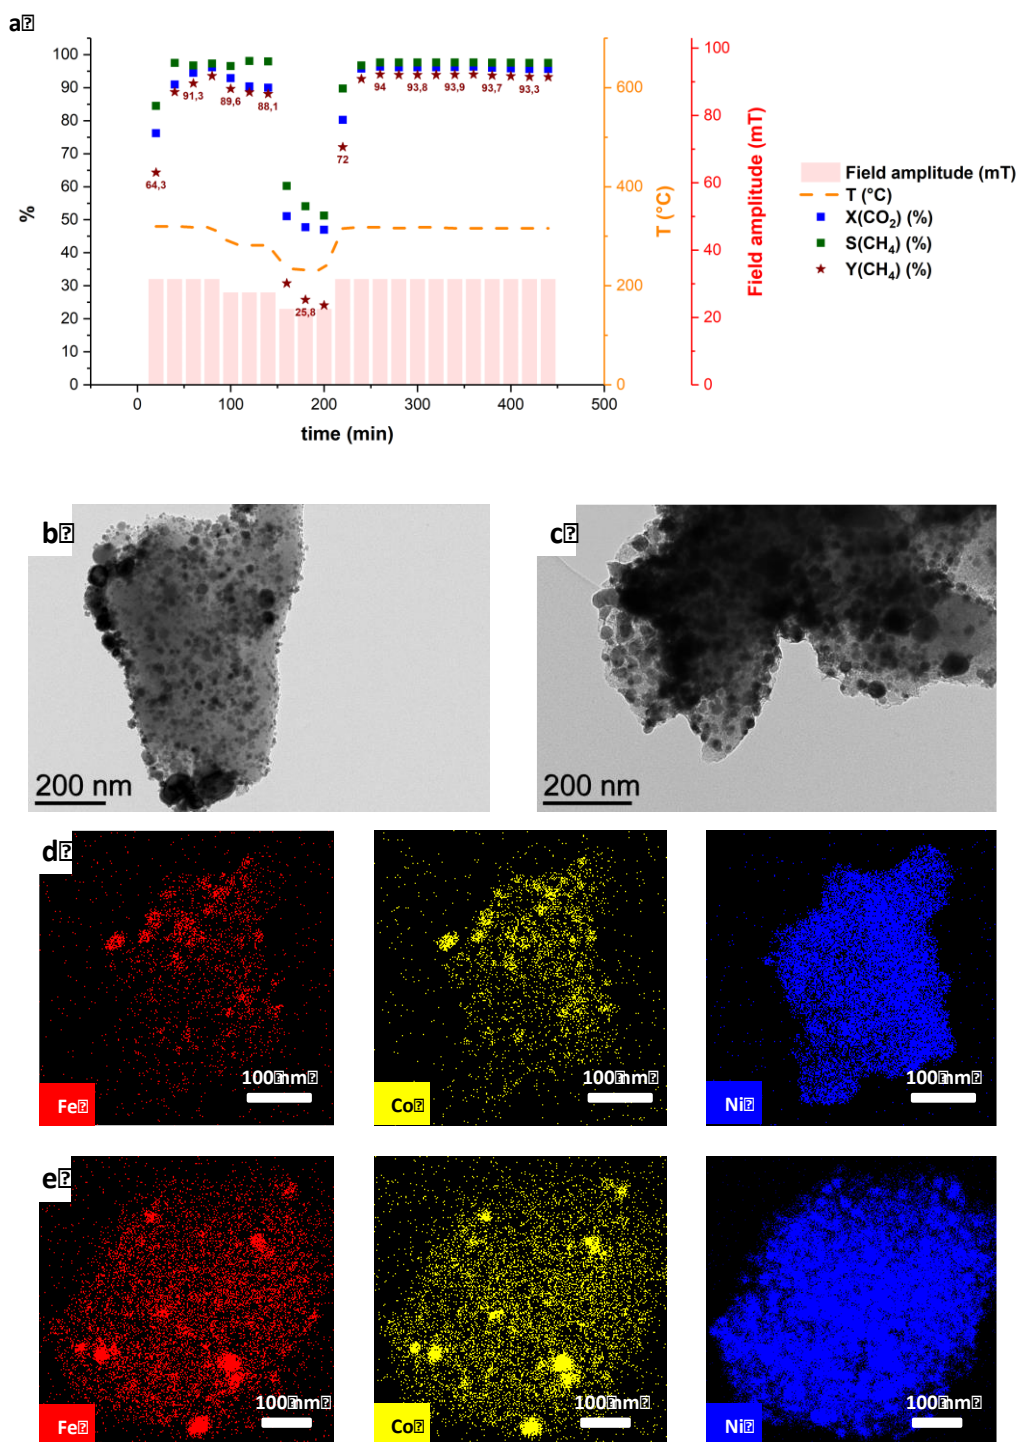 a
100
90
80
70
60
50
40
30
20
10
0
%
0
100
200
300
400
500
time (min)
64,3
91,3
89,6
88,1
25,8
72
94
93,8
93,9
93,7
93,3
600
400
200
0
T (°C)
100
80
60
40
20
0
Field amplitude (mT)
Field amplitude (mT)
T (°C)
X(CO₂) (%)
S(CH₄) (%)
Y(CH₄) (%)
b
200 nm
c
200 nm
d
Fe
100 nm
Co
100 nm
Ni
100 nm
e
Fe
100 nm
Co
100 nm
Ni
100 nm